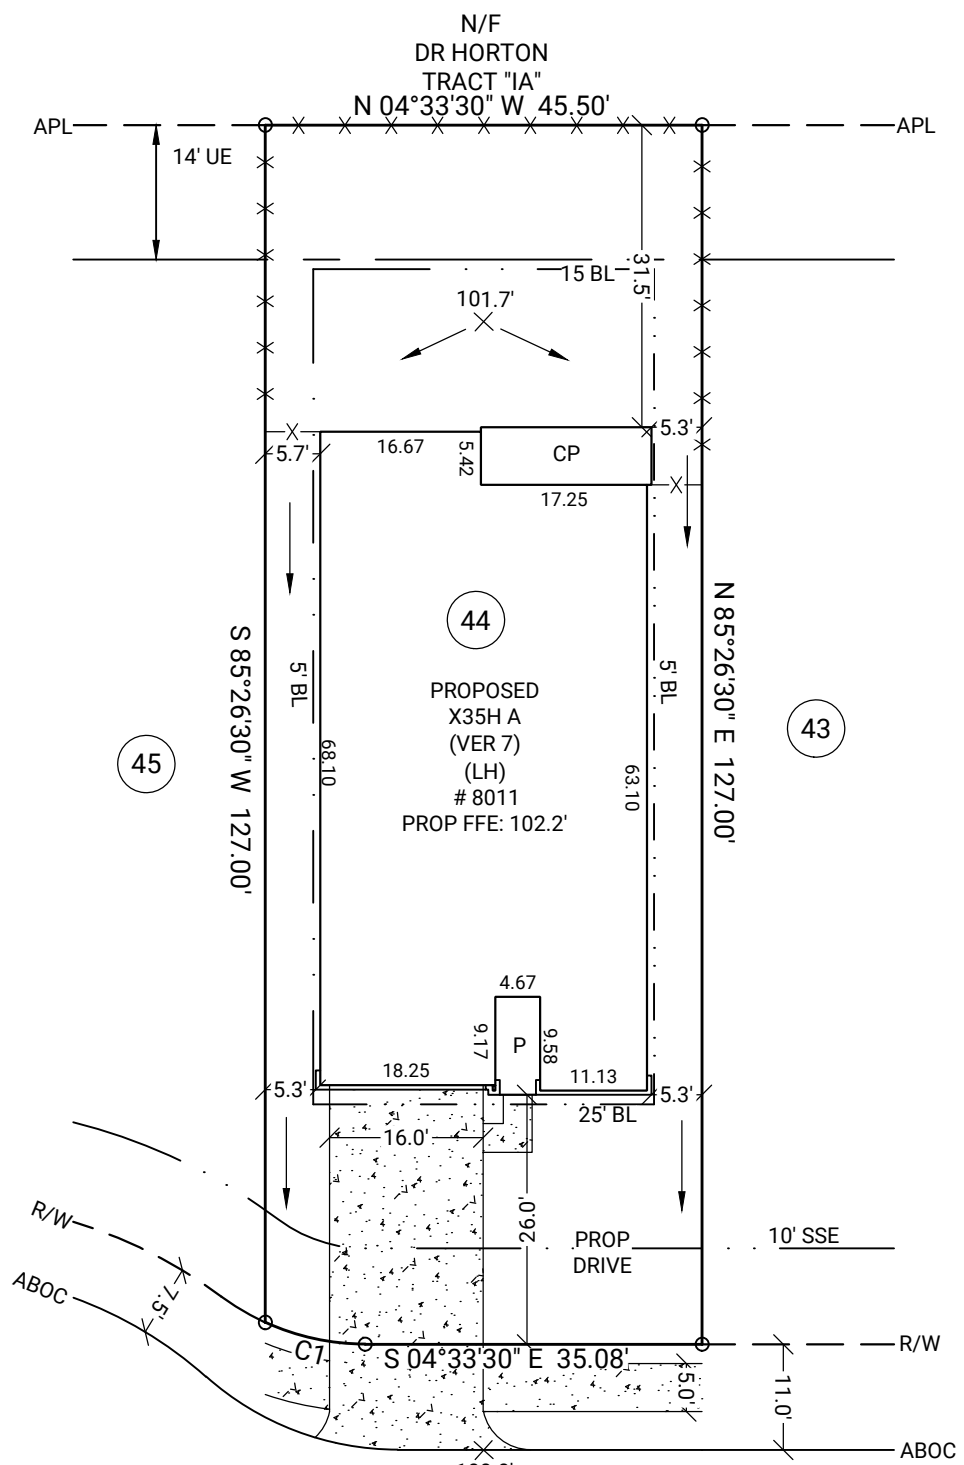 N/F
DR HORTON
TRACT "IA"
N 04°33'30" W 45.50'
APL
APL
14' UE
15 BL
31.5'
101.7'
5.7'
16.67
5.42
CP
5.3'
17.25
44
S 85°26'30" W 127.00'
5' BL
PROPOSED
X35H A
(VER 7)
(LH)
# 8011
PROP FFE: 102.2'
5' BL
N 85°26'30" E 127.00'
45
43
68.10
63.10
4.67
9.17
P
9.58
18.25
11.13
5.3'
5.3'
25' BL
16.0'
26.0'
R/W
PROP
DRIVE
10' SSE
ABOC
7.5'
C1
S 04°33'30" E 35.08'
R/W
5.0'
11.0'
ABOC